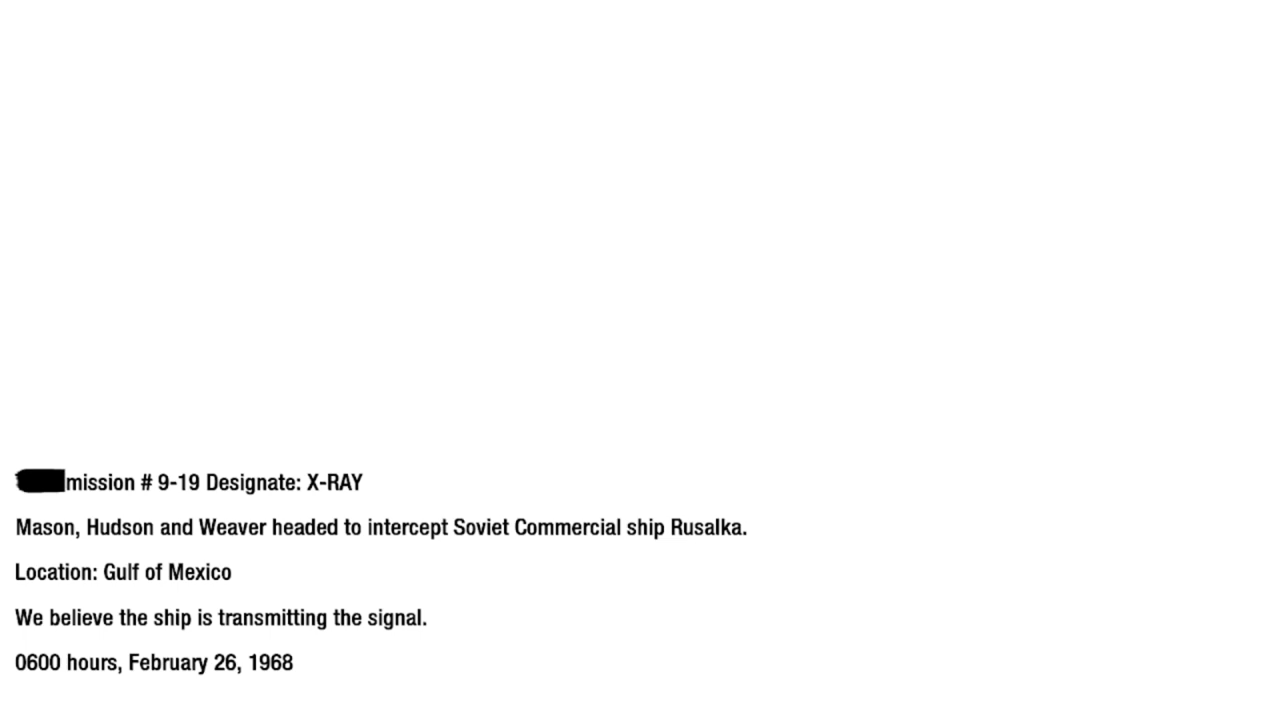 mission # 9-19 Designate: X-RAY
Mason, Hudson and Weaver headed to intercept Soviet Commercial ship Rusalka.
Location: Gulf of Mexico
We believe the ship is transmitting the signal.
0600 hours, February 26, 1968